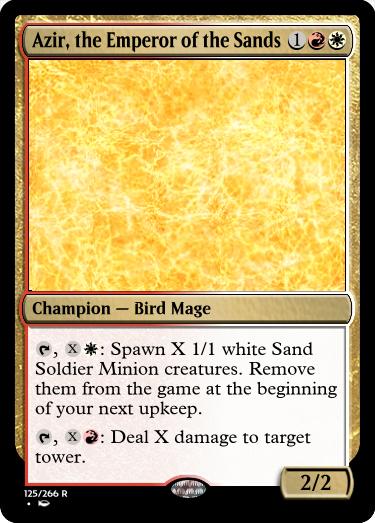 Azir, the Emperor of the Sands 1
Champion — Bird Mage
, X : Spawn X 1/1 white Sand
Soldier Minion creatures. Remove
them from the game at the beginning
of your next upkeep.
, X : Deal X damage to target
tower.
2/2
125/266 R